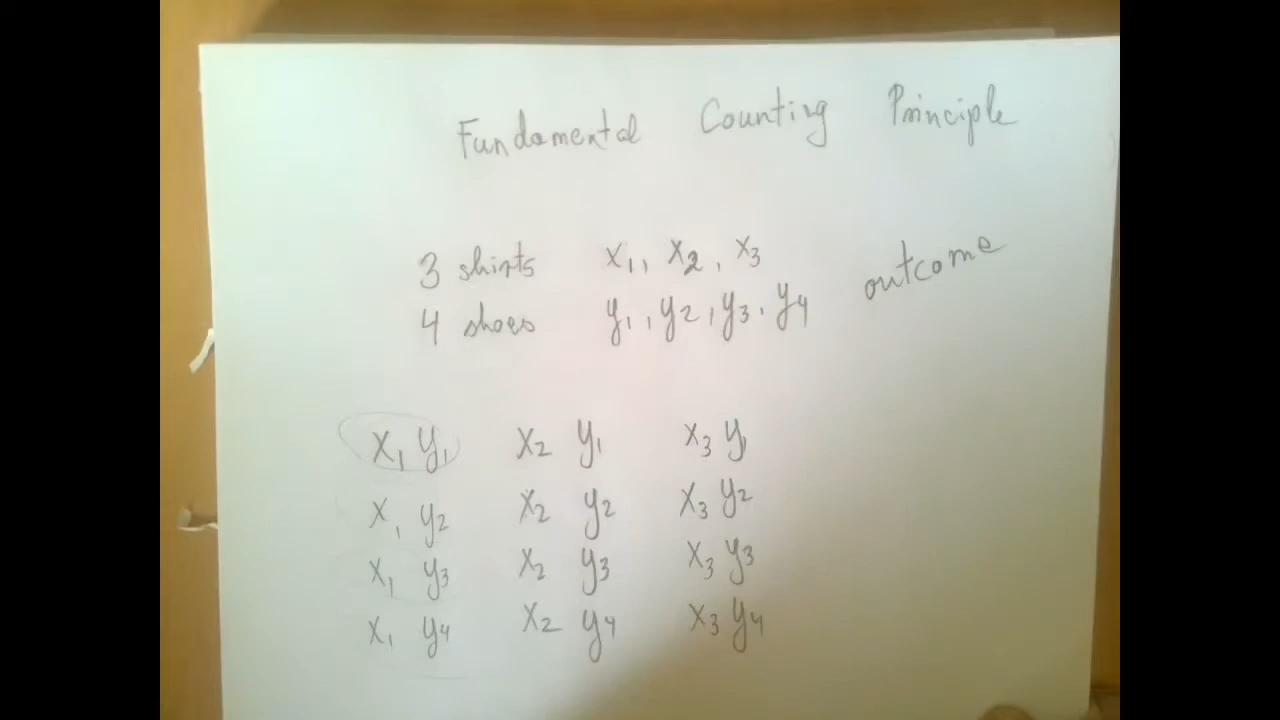 Fundamental Counting Principle
3 shirts x1, x2, x3 outcome
4 shoes y1, y2, y3, y4
x1 y1 x2 y1 x3 y1
x1 y2 x2 y2 x3 y2
x1 y3 x2 y3 x3 y3
x1 y4 x2 y4 x3 y4